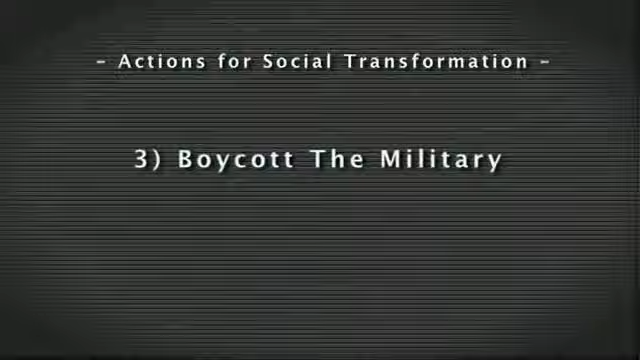 - Actions for Social Transformation -
3) Boycott The Military